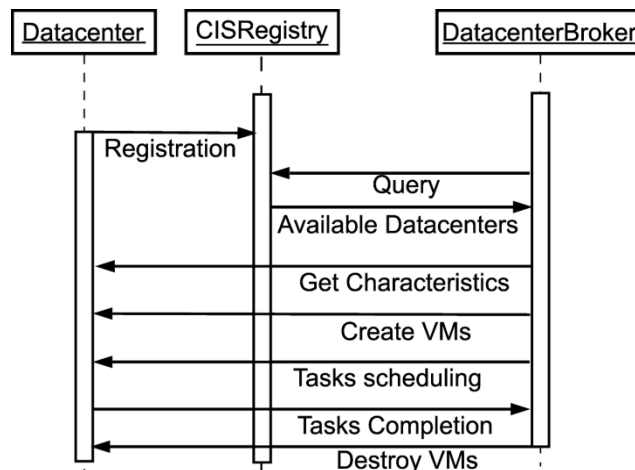 Datacenter
CISRegistry
DatacenterBroker
Registration
Query
Available Datacenters
Get Characteristics
Create VMs
Tasks scheduling
Tasks Completion
Destroy VMs